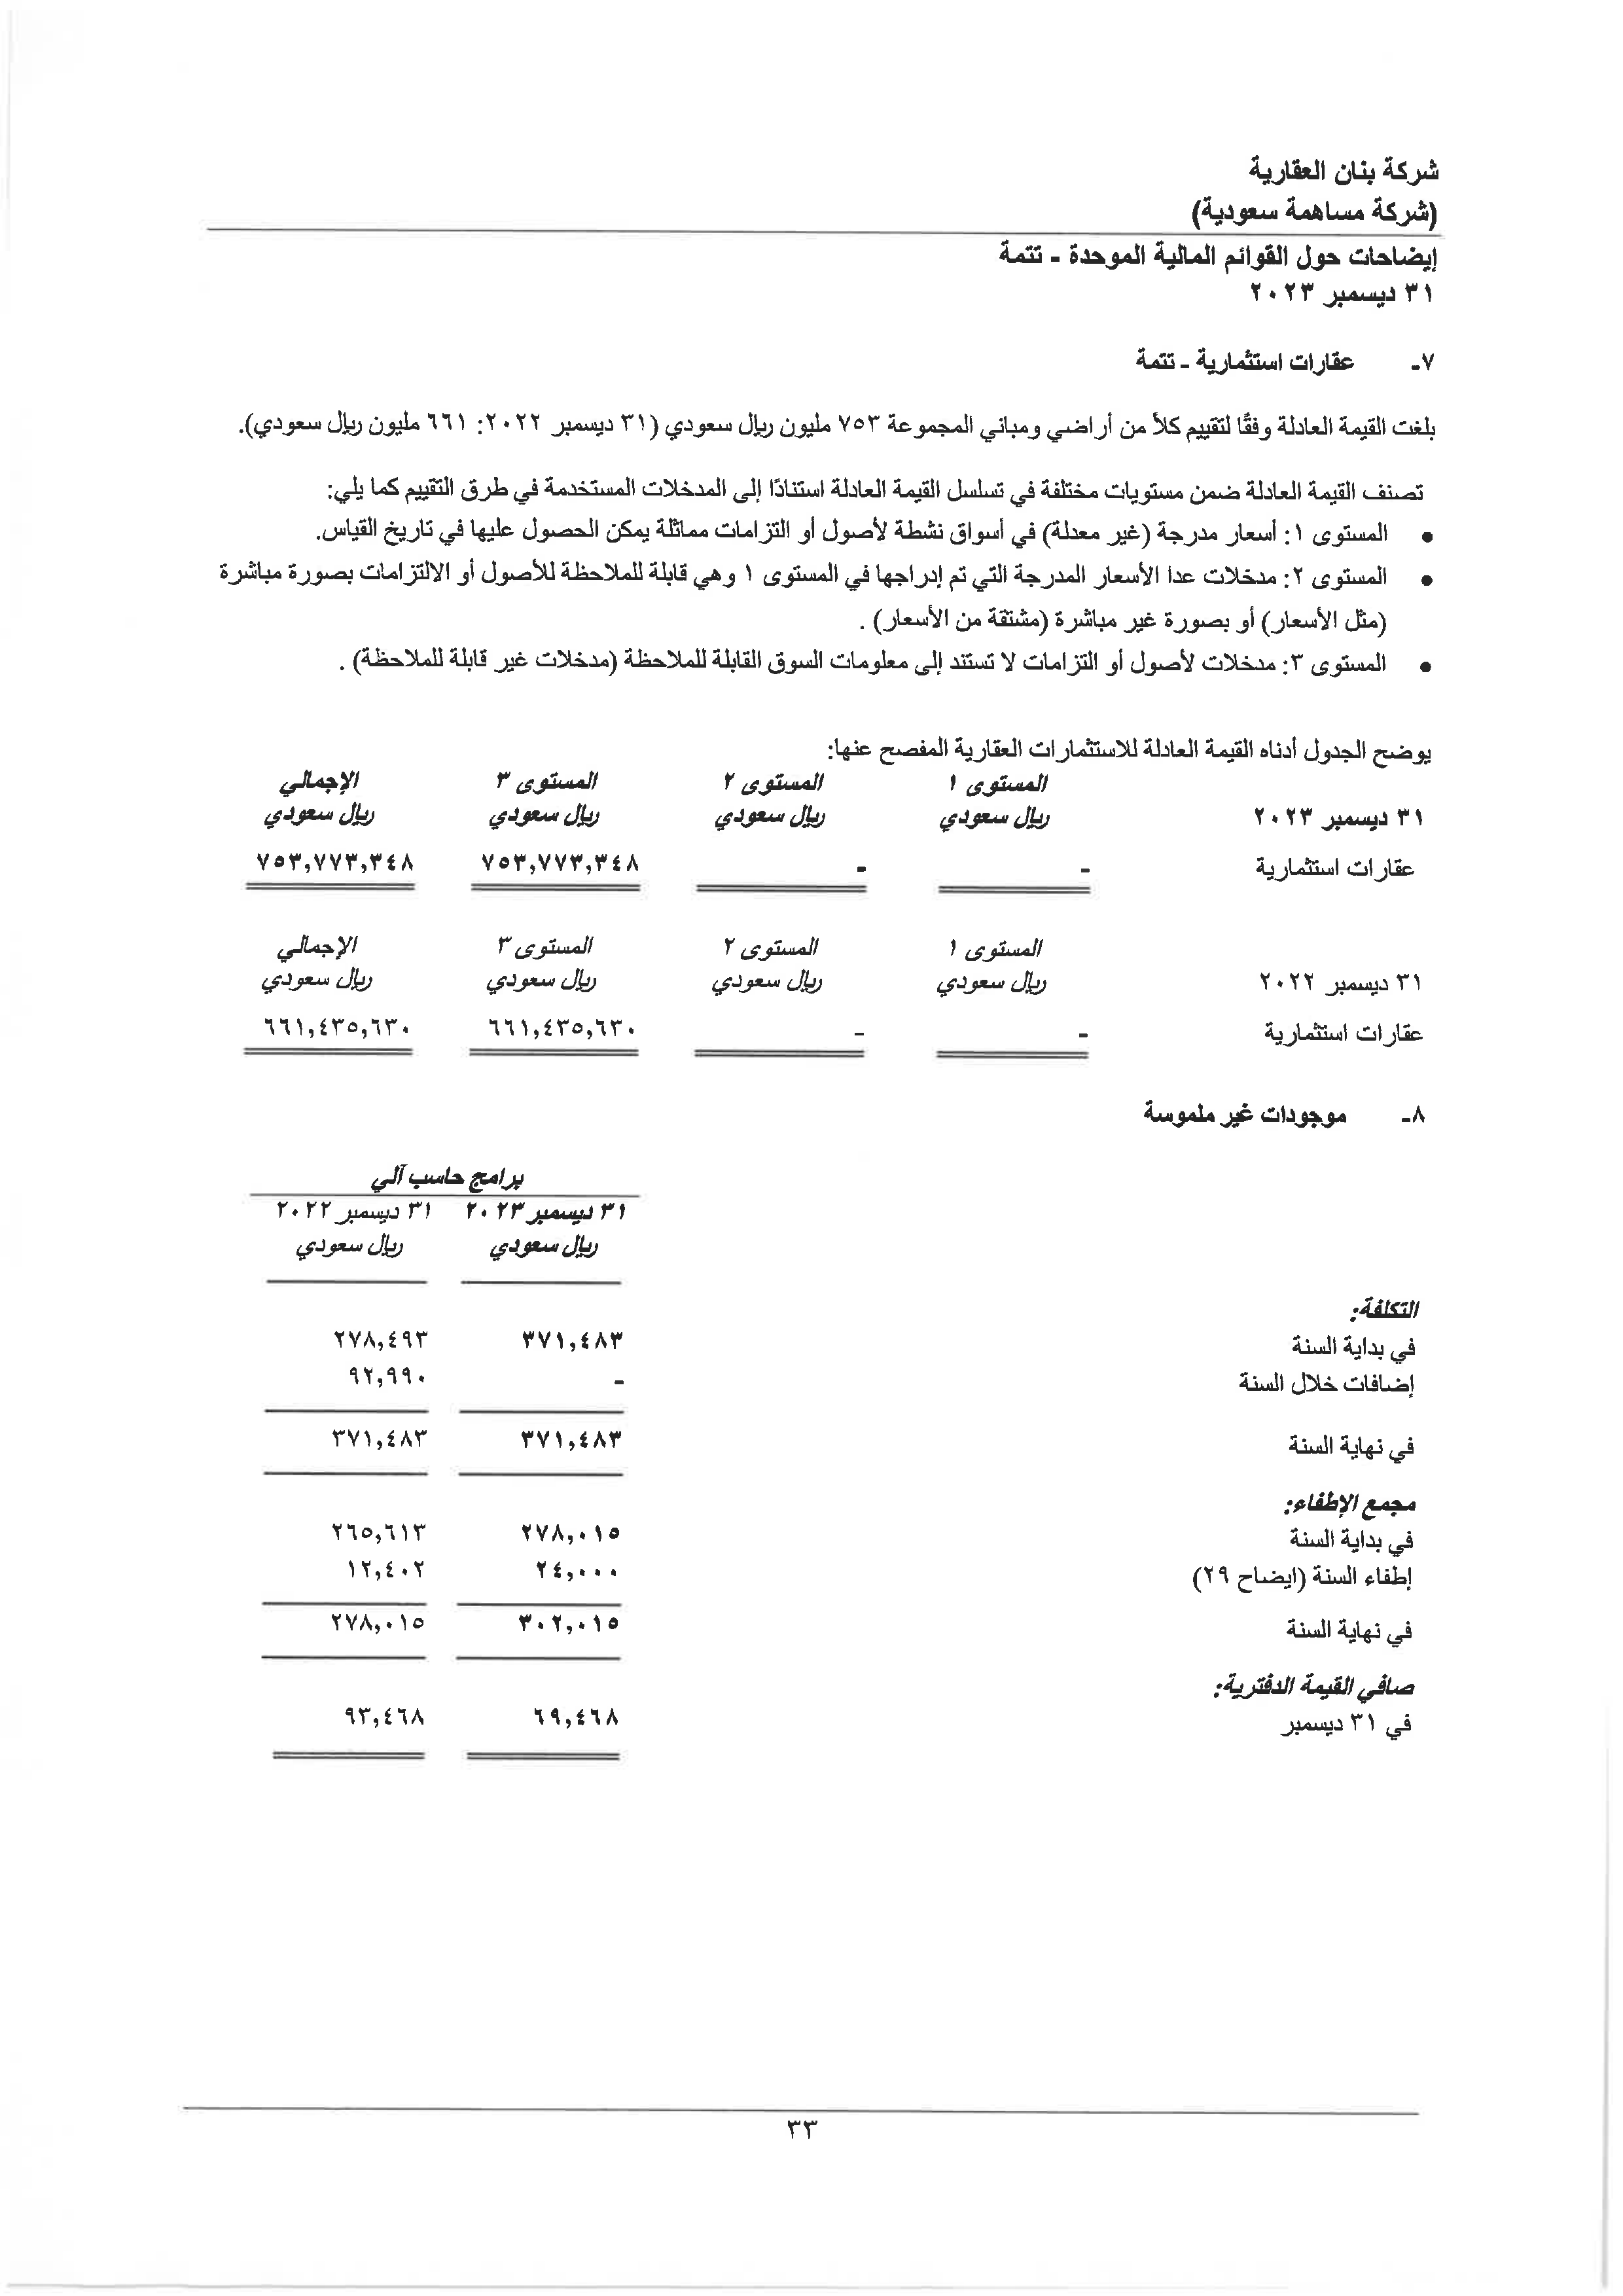 شركة بنان العقارية
(شركة مساهمة سعودية)
إيضاحات حول القوائم المالية الموحدة - تتمة
٣١ ديسمبر ٢٠٢٣
٧- عقارات استثمارية - تتمة
بلغت القيمة العادلة وفقًا لتقييم كلاً من أراضي ومباني المجموعة ٧٥٣ مليون ريال سعودي (٣١ ديسمبر ٢٠٢٢: ٦٦١ مليون ريال سعودي).
تصنف القيمة العادلة ضمن مستويات مختلفة في تسلسل القيمة العادلة استنادًا إلى المدخلات المستخدمة في طرق التقييم كما يلي:
• المستوى ١: أسعار مدرجة (غير معدلة) في أسواق نشطة لأصول أو التزامات مماثلة يمكن الحصول عليها في تاريخ القياس.
• المستوى ٢: مدخلات عدا الأسعار المدرجة التي تم إدراجها في المستوى ١ وهي قابلة للملاحظة للأصول أو الالتزامات بصورة مباشرة
(مثل الأسعار) أو بصورة غير مباشرة (مشتقة من الأسعار) .
• المستوى ٣: مدخلات لأصول أو التزامات لا تستند إلى معلومات السوق القابلة للملاحظة (مدخلات غير قابلة للملاحظة) .
يوضح الجدول أدناه القيمة العادلة للاستثمارات العقارية المفصح عنها:
المستوى ١ المستوى ٢ المستوى ٣ الإجمالي
٣١ ديسمبر ٢٠٢٣ ريال سعودي ريال سعودي ريال سعودي ريال سعودي
عقارات استثمارية - - ٧٥٣,٧٧٣,٣٤٨ ٧٥٣,٧٧٣,٣٤٨
المستوى ١ المستوى ٢ المستوى ٣ الإجمالي
٣١ ديسمبر ٢٠٢٢ ريال سعودي ريال سعودي ريال سعودي ريال سعودي
عقارات استثمارية - - ٦٦١,٤٣٥,٦٣٠ ٦٦١,٤٣٥,٦٣٠
٨- موجودات غير ملموسة
برامج حاسب آلي
٣١ ديسمبر ٢٠٢٣ ٣١ ديسمبر ٢٠٢٢
ريال سعودي ريال سعودي
التكلفة:
في بداية السنة ٣٧١,٤٨٣ ٢٧٨,٤٩٣
إضافات خلال السنة - ٩٢,٩٩٠
في نهاية السنة ٣٧١,٤٨٣ ٣٧١,٤٨٣
مجمع الإطفاء:
في بداية السنة ٢٧٨,٠١٥ ٢٦٥,٦١٣
إطفاء السنة (ايضاح ٢٩) ٢٤,٠٠٠ ١٢,٤٠٢
في نهاية السنة ٣٠٢,٠١٥ ٢٧٨,٠١٥
صافي القيمة الدفترية:
في ٣١ ديسمبر ٦٩,٤٦٨ ٩٣,٤٦٨
٣٣